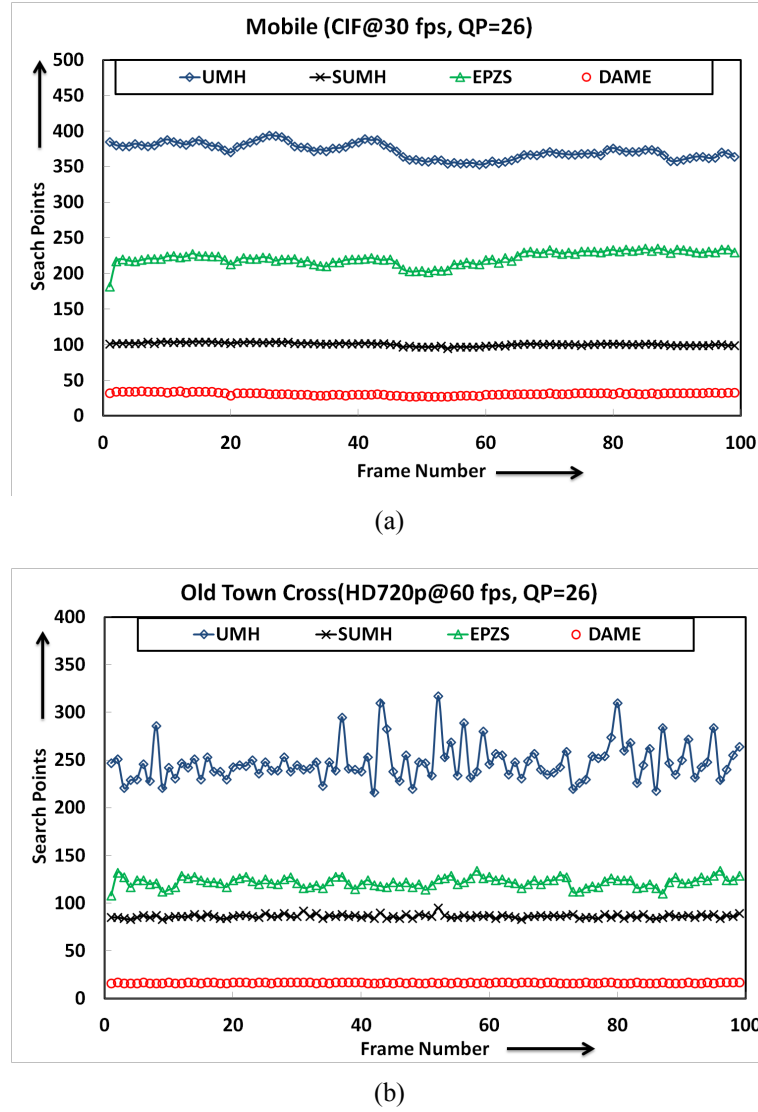 Mobile (CIF@30 fps, QP=26)
UMH SUMH EPZS DAME
500
450
400
350
300
250
200
150
100
50
0
Seach Points
0 20 40 60 80 100
Frame Number
(a)
Old Town Cross(HD720p@60 fps, QP=26)
UMH SUMH EPZS DAME
400
350
300
250
200
150
100
50
0
Search Points
0 20 40 60 80 100
Frame Number
(b)